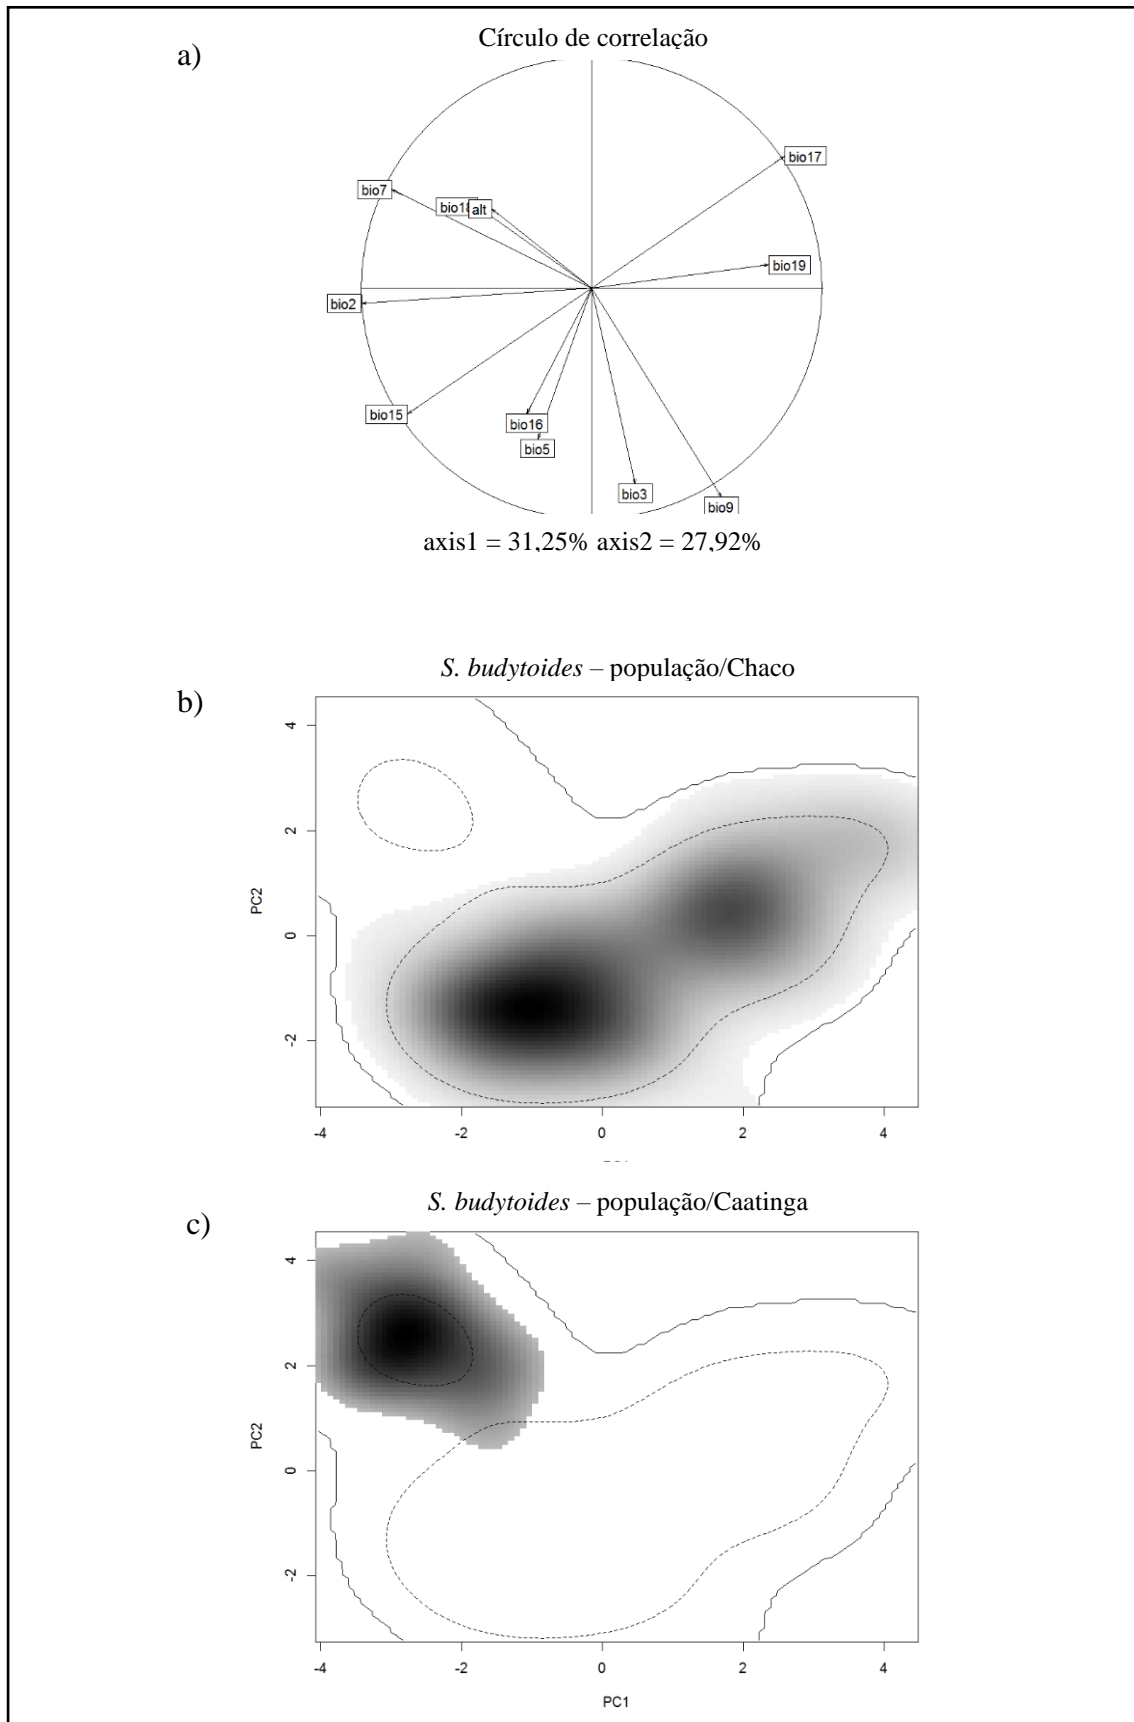 a)
Círculo de correlação
bio17
bio7
alt
bio19
bio2
bio15
bio16
bio5
bio3
bio9
axis1 = 31,25% axis2 = 27,92%
S. budytoides – população/Chaco
b)
4
2
0
-2
PC2
-4 -2 0 2 4
S. budytoides – população/Caatinga
c)
4
2
0
-2
PC2
-4 -2 0 2 4
PC1